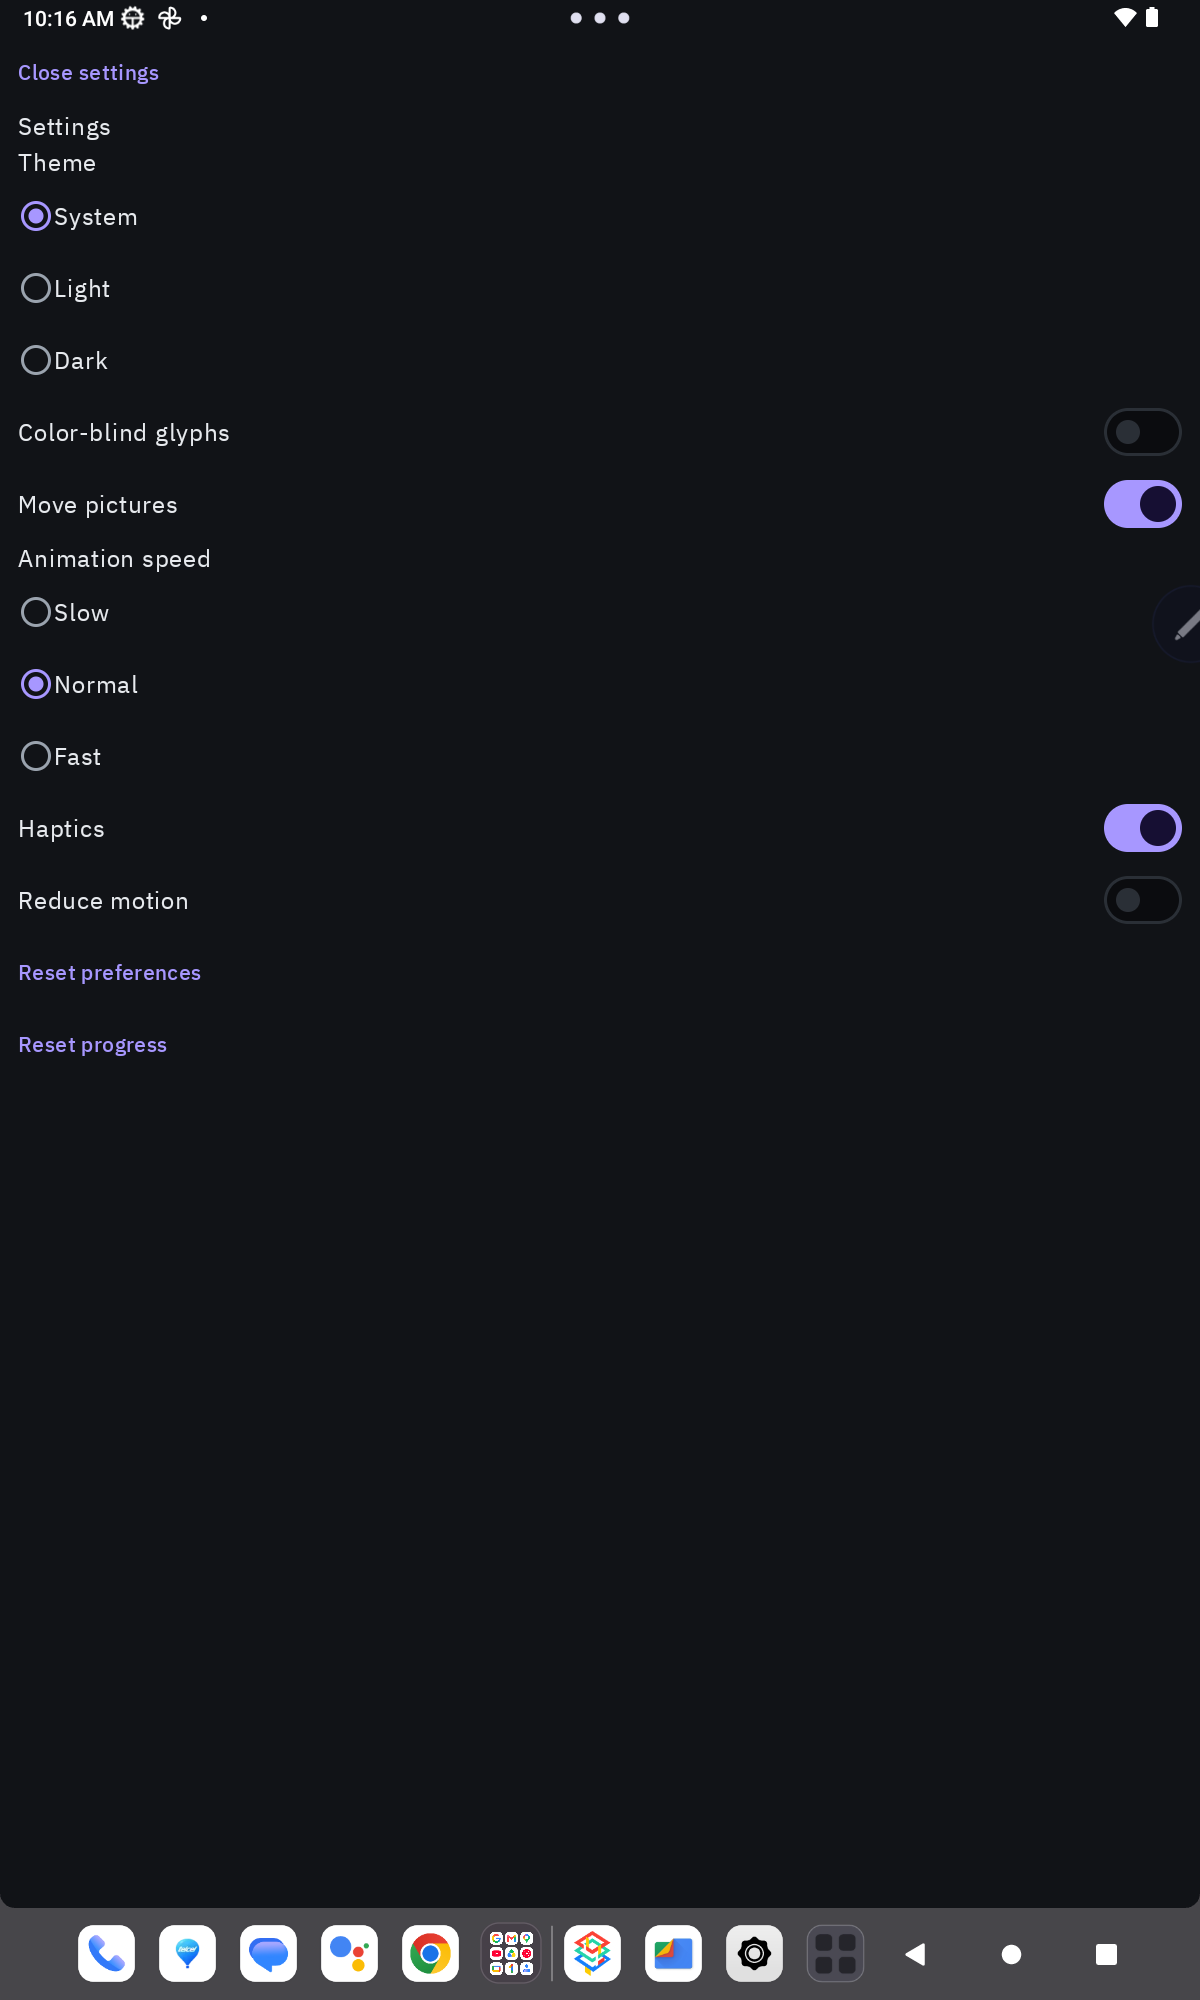 10:16 AM
Close settings
Settings
Theme
System
Light
Dark
Color-blind glyphs
Move pictures
Animation speed
Slow
Normal
Fast
Haptics
Reduce motion
Reset preferences
Reset progress